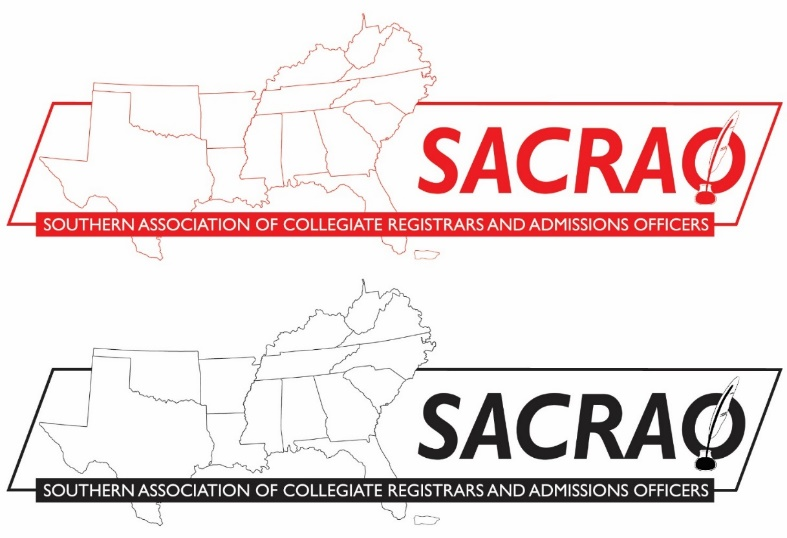 SACRAO
SOUTHERN ASSOCIATION OF COLLEGIATE REGISTRARS AND ADMISSIONS OFFICERS
SACRAO
SOUTHERN ASSOCIATION OF COLLEGIATE REGISTRARS AND ADMISSIONS OFFICERS